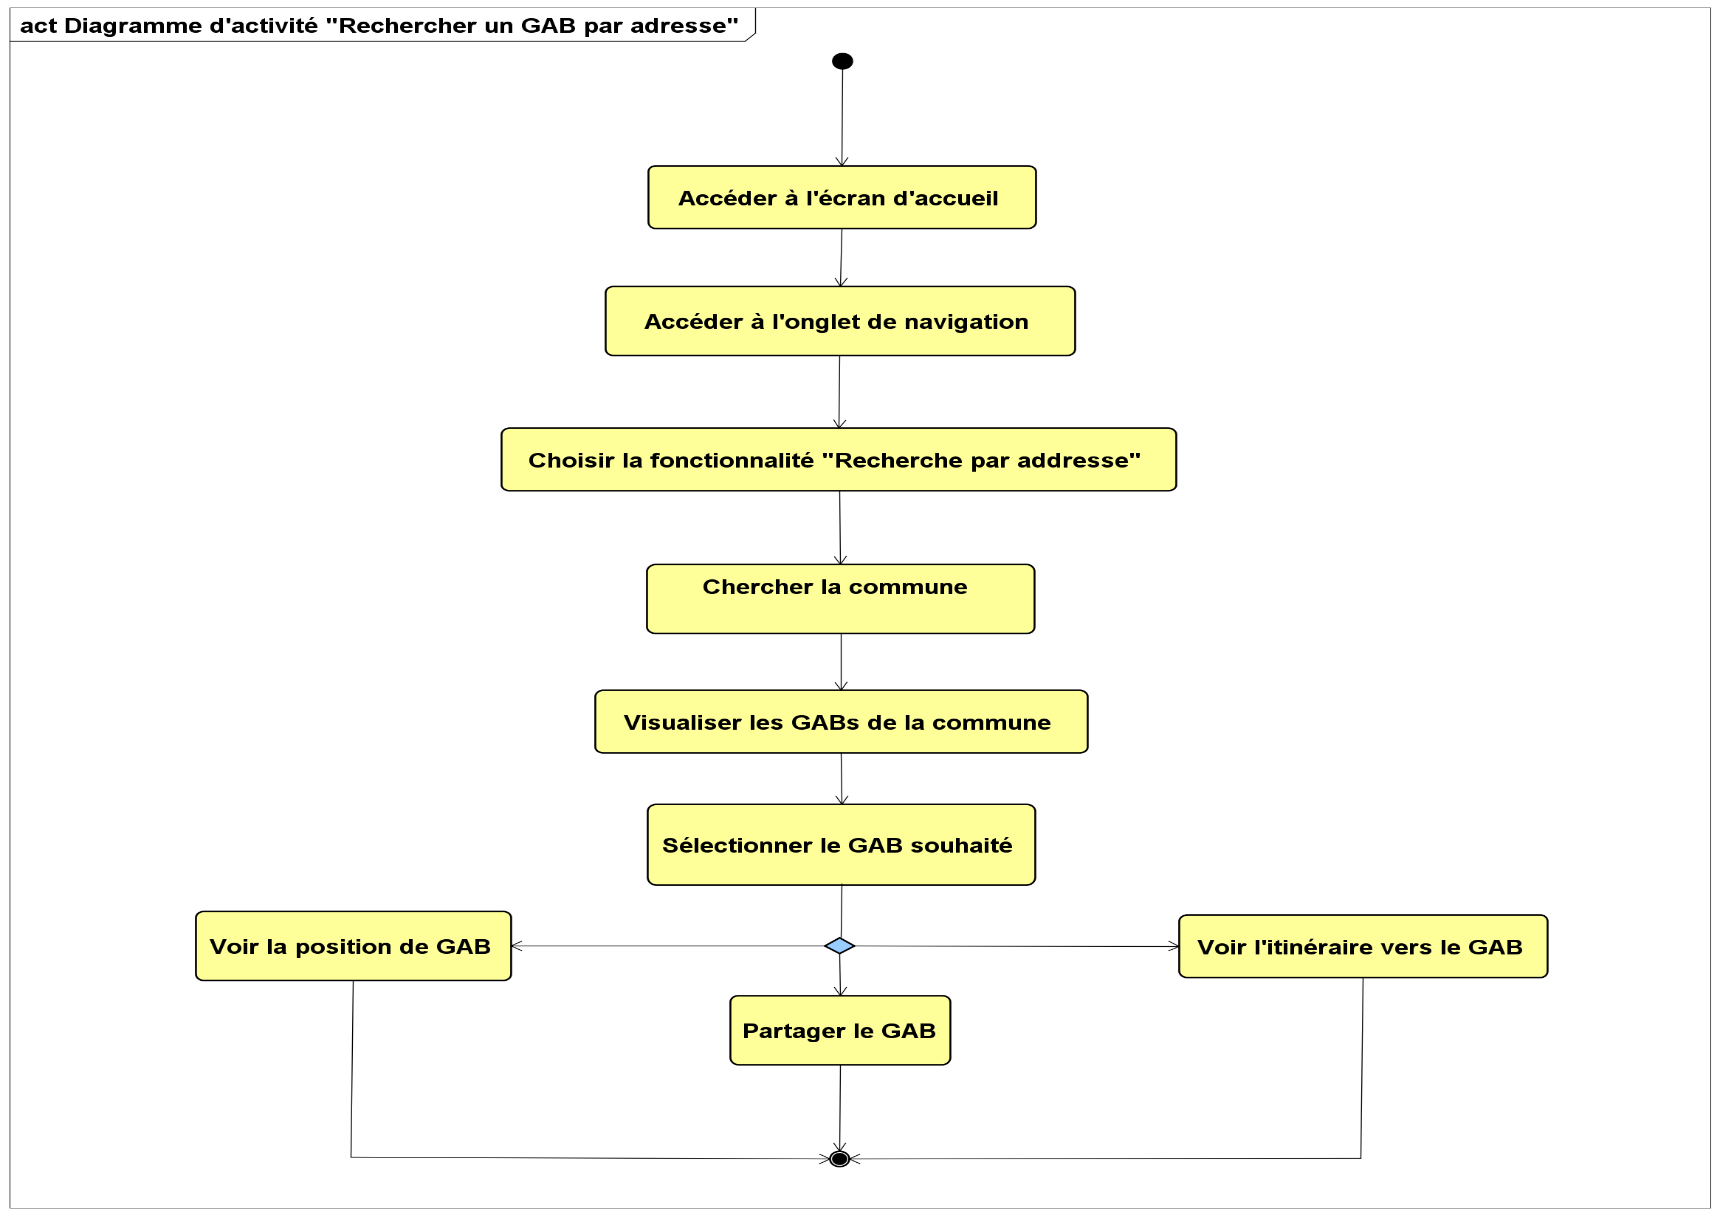 act Diagramme d'activité "Rechercher un GAB par adresse"
Accéder à l'écran d'accueil
Accéder à l'onglet de navigation
Choisir la fonctionnalité "Recherche par addresse"
Chercher la commune
Visualiser les GABs de la commune
Sélectionner le GAB souhaité
Voir la position de GAB
Voir l'itinéraire vers le GAB
Partager le GAB